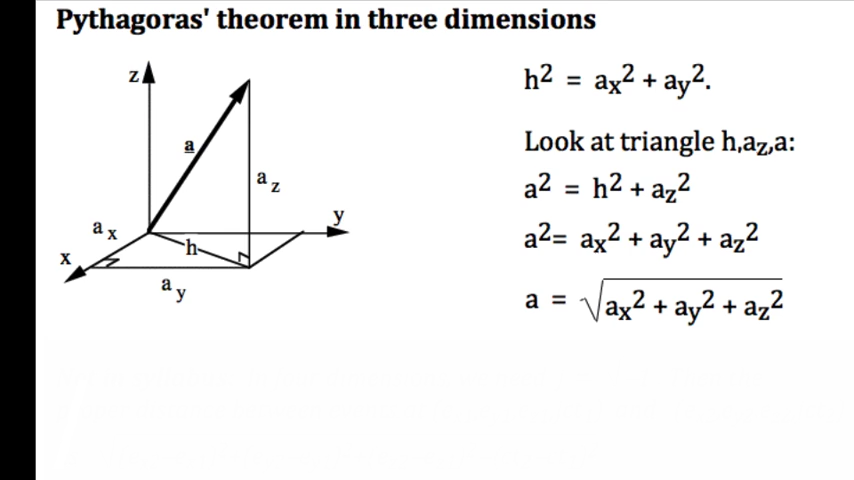 Pythagoras' theorem in three dimensions
z
a
a z
y
a x
h
x
a y
h2 = ax2 + ay2.
Look at triangle h,az,a:
a2 = h2 + az2
a2= ax2 + ay2 + az2
a = √ax2 + ay2 + az2